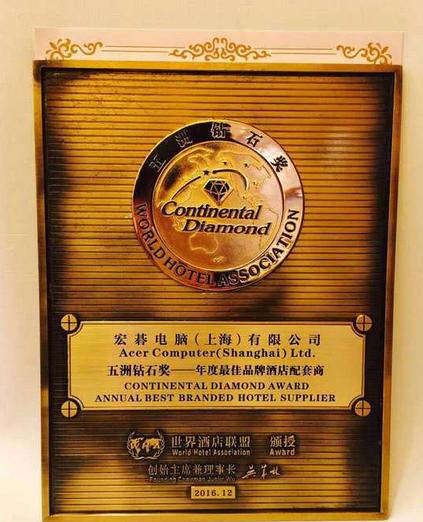 五洲钻石奖
Continental
Diamond
WORLD HOTEL ASSOCIATION
宏碁电脑(上海)有限公司
Acer Computer(Shanghai) Ltd.
五洲钻石奖——年度最佳品牌酒店配套商
CONTINENTAL DIAMOND AWARD
ANNUAL BEST BRANDED HOTEL SUPPLIER
世界酒店联盟 颁授
World Hotel Association Award
创始主席兼理事长
Founding Chairman
2016.12